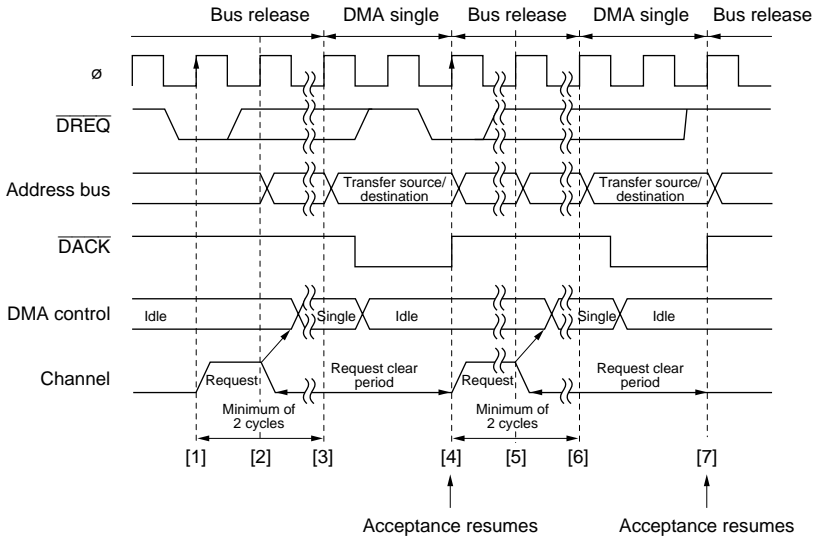 Bus release DMA single Bus release DMA single Bus release
ø
DREQ
Address bus Transfer source/ destination Transfer source/ destination
DACK
DMA control Idle Single Idle Single Idle
Channel Request Request clear period Request Request clear period
Minimum of 2 cycles Minimum of 2 cycles
[1] [2] [3] [4] [5] [6] [7]
Acceptance resumes Acceptance resumes